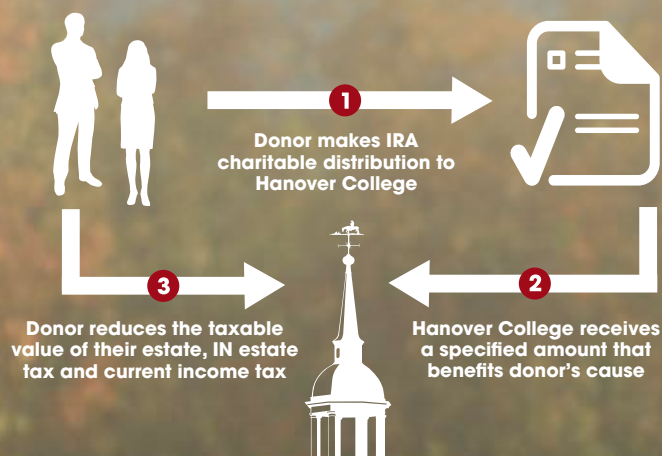 1
Donor makes IRA
charitable distribution to
Hanover College
2
Hanover College receives
a specified amount that
benefits donor's cause
3
Donor reduces the taxable
value of their estate, IN estate
tax and current income tax